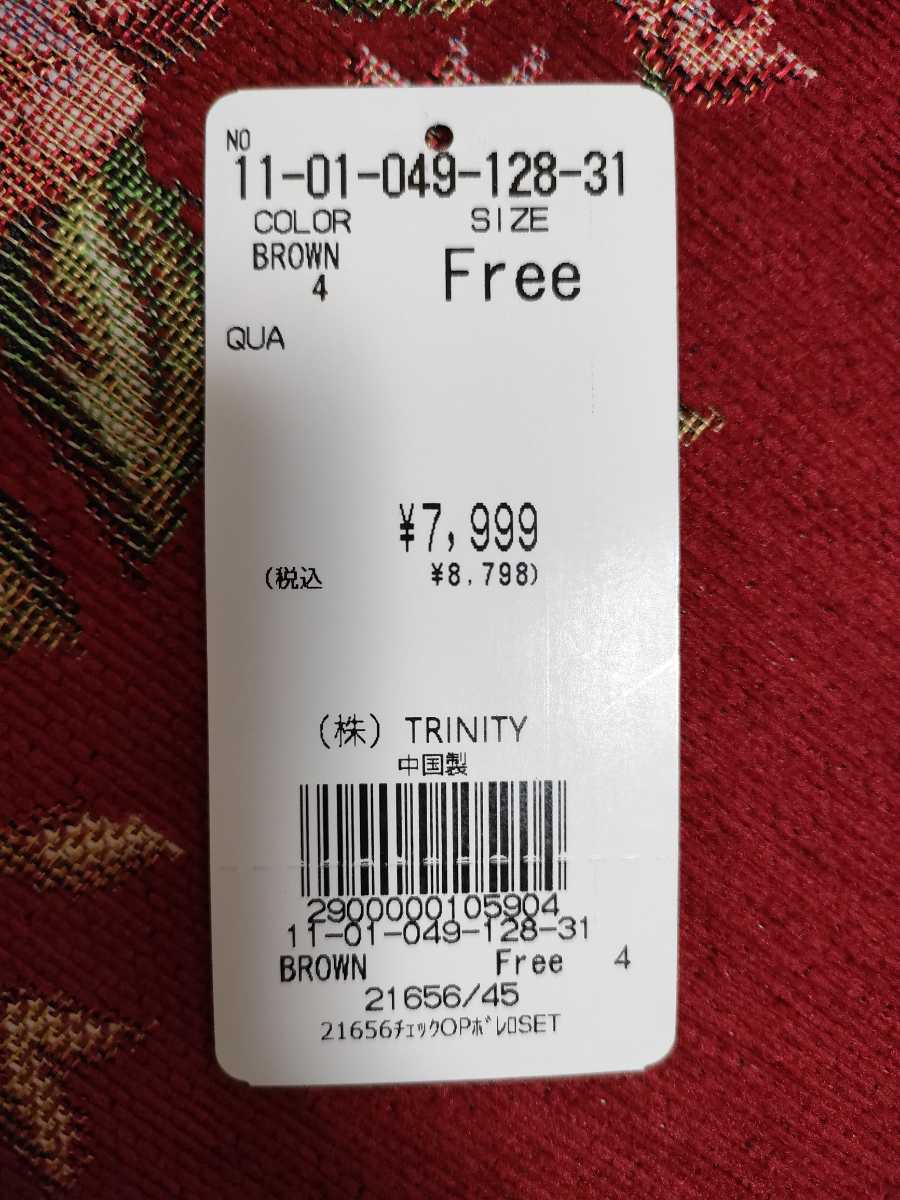 NO
11-01-049-128-31
COLOR SIZE
BROWN Free
4
QUA
¥7,999
(税込 ¥8,798)
(株) TRINITY
中国製
2900000105904
11-01-049-128-31
BROWN Free 4
21656/45
21656ﾁｪｯｸOPﾎﾞﾚﾛSET